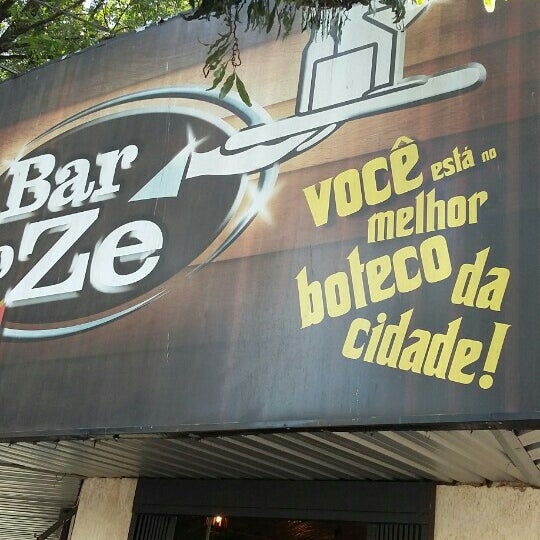 Bar
Ze
você está no
melhor
boteco da
cidade!